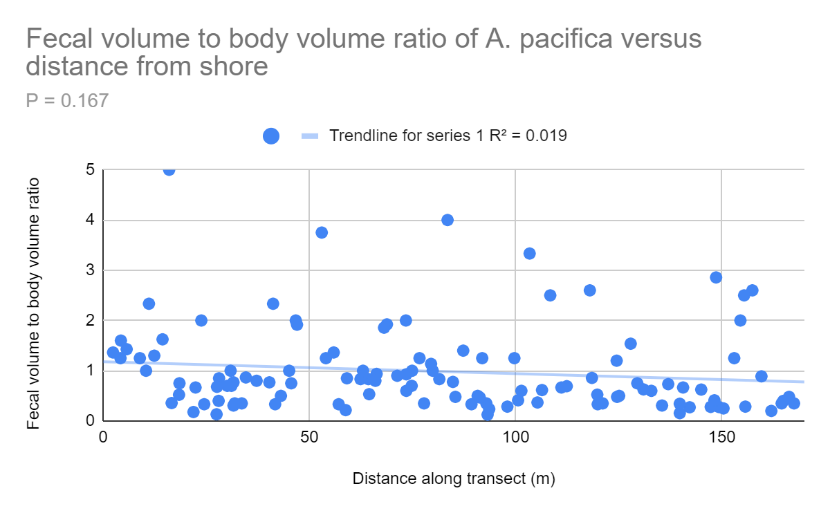 Fecal volume to body volume ratio of A. pacifica versus
distance from shore
P = 0.167
Trendline for series 1 R² = 0.019
Fecal volume to body volume ratio
5
4
3
2
1
0
0
50
100
150
Distance along transect (m)